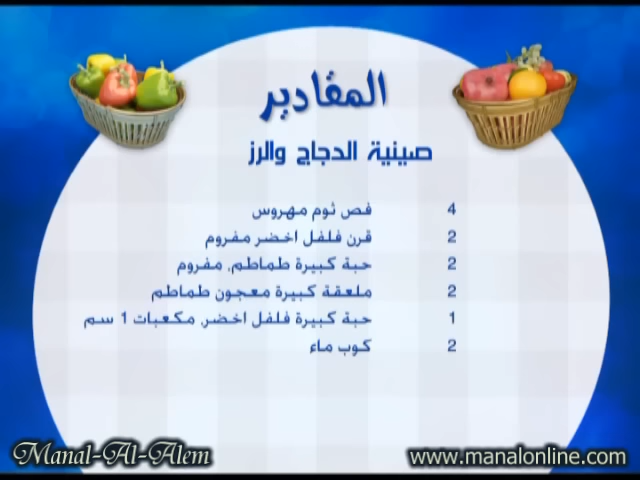 المقادير
صينية الدجاج والرز
4 فص ثوم مهروس
2 قرن فلفل اخضر مفروم
2 حبة كبيرة طماطم, مفروم
2 ملعقة كبيرة معجون طماطم
1 حبة كبيرة فلفل اخضر, مكعبات 1 سم
2 كوب ماء
Manal-Al-Alem
www.manalonline.com